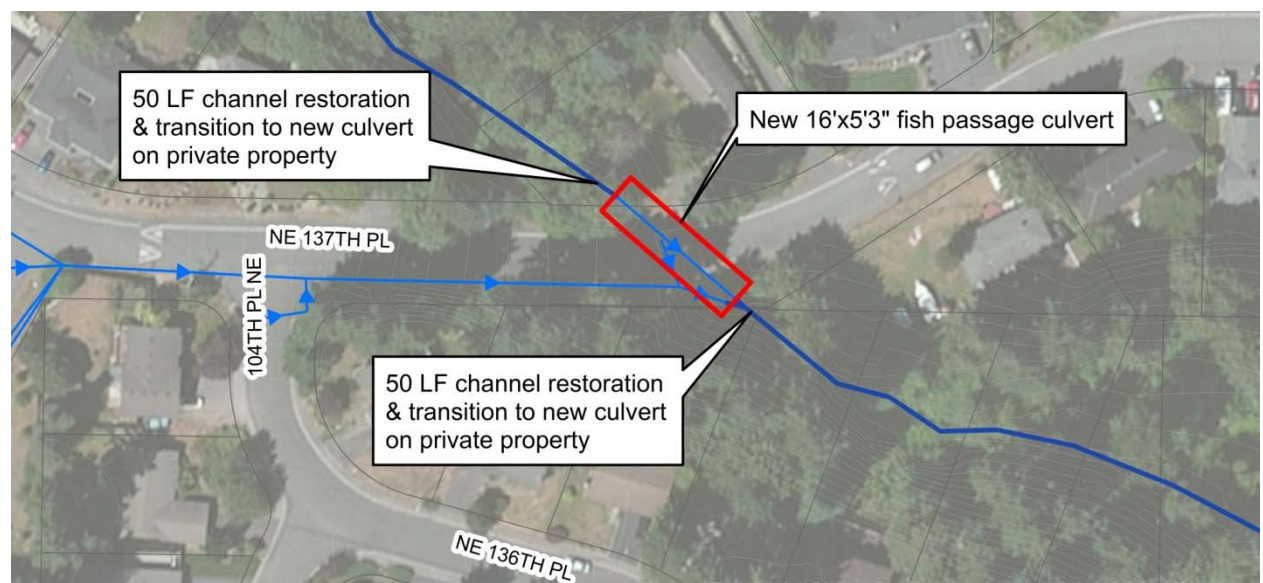 50 LF channel restoration
& transition to new culvert
on private property
New 16'x5'3" fish passage culvert
NE 137TH PL
104TH PL NE
50 LF channel restoration
& transition to new culvert
on private property
NE 136TH PL